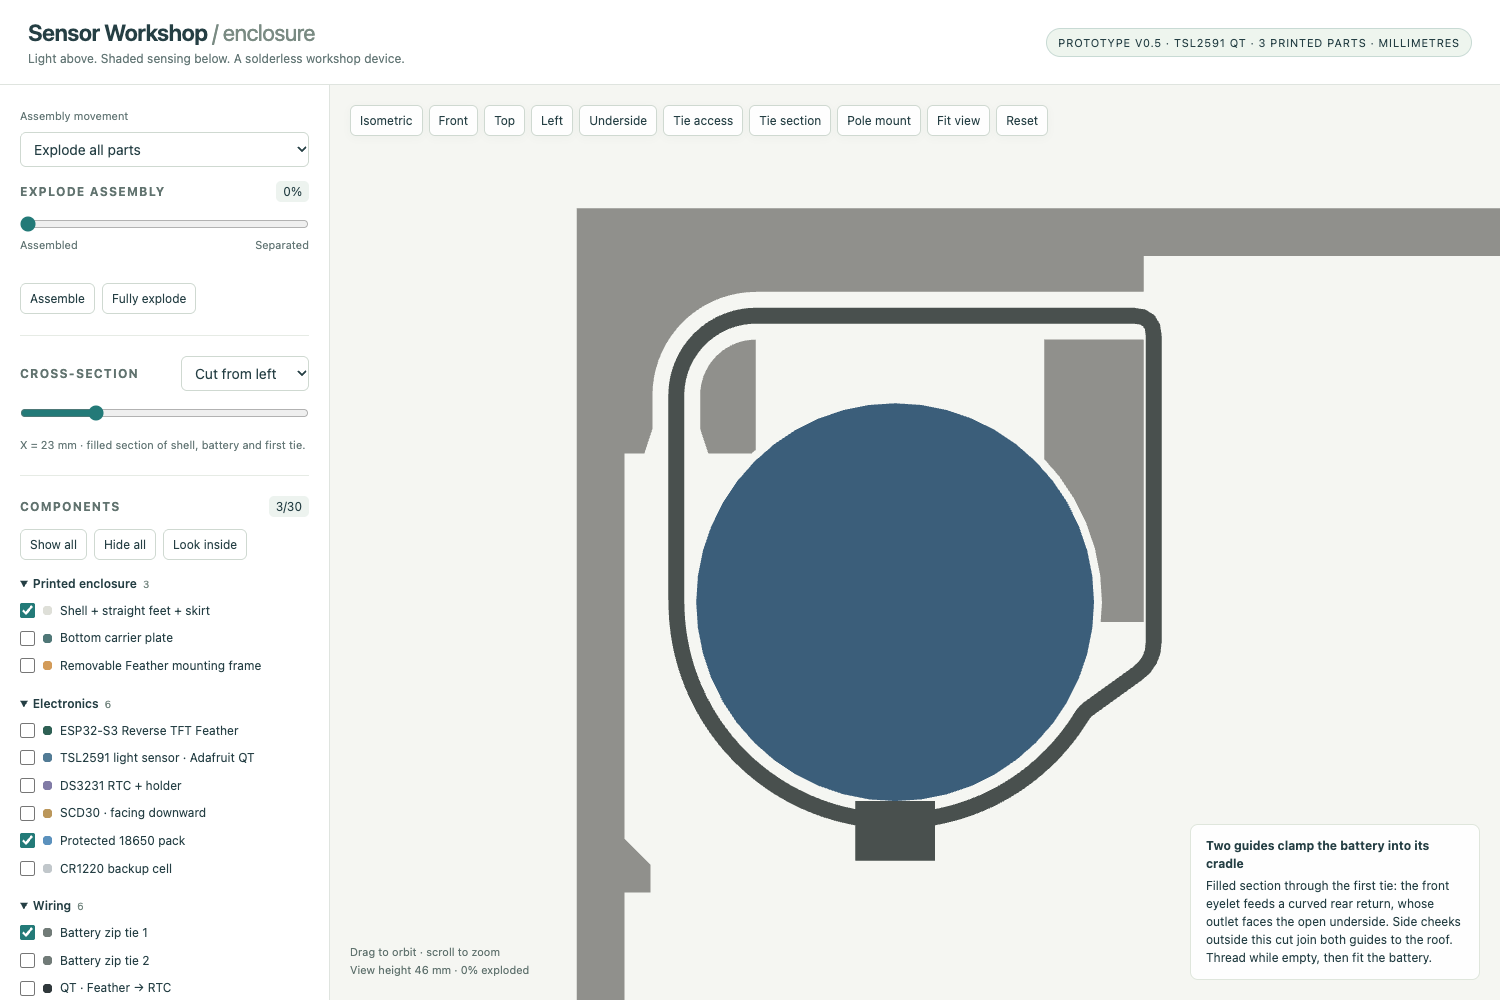 Sensor Workshop / enclosure
Light above. Shaded sensing below. A solderless workshop device.
PROTOTYPE V0.5 · TSL2591 QT · 3 PRINTED PARTS · MILLIMETRES
Assembly movement
Explode all parts
EXPLODE ASSEMBLY 0%
Assembled Separated
Assemble Fully explode
CROSS-SECTION Cut from left
X = 23 mm · filled section of shell, battery and first tie.
COMPONENTS 3/30
Show all Hide all Look inside
Printed enclosure 3
Shell + straight feet + skirt
Bottom carrier plate
Removable Feather mounting frame
Electronics 6
ESP32-S3 Reverse TFT Feather
TSL2591 light sensor · Adafruit QT
DS3231 RTC + holder
SCD30 · facing downward
Protected 18650 pack
CR1220 backup cell
Wiring 6
Battery zip tie 1
Battery zip tie 2
QT · Feather → RTC
Isometric Front Top Left Underside Tie access Tie section Pole mount Fit view Reset
Drag to orbit · scroll to zoom
View height 46 mm · 0% exploded
Two guides clamp the battery into its
cradle
Filled section through the first tie: the front
eyelet feeds a curved rear return, whose
outlet faces the open underside. Side cheeks
outside this cut join both guides to the roof.
Thread while empty, then fit the battery.